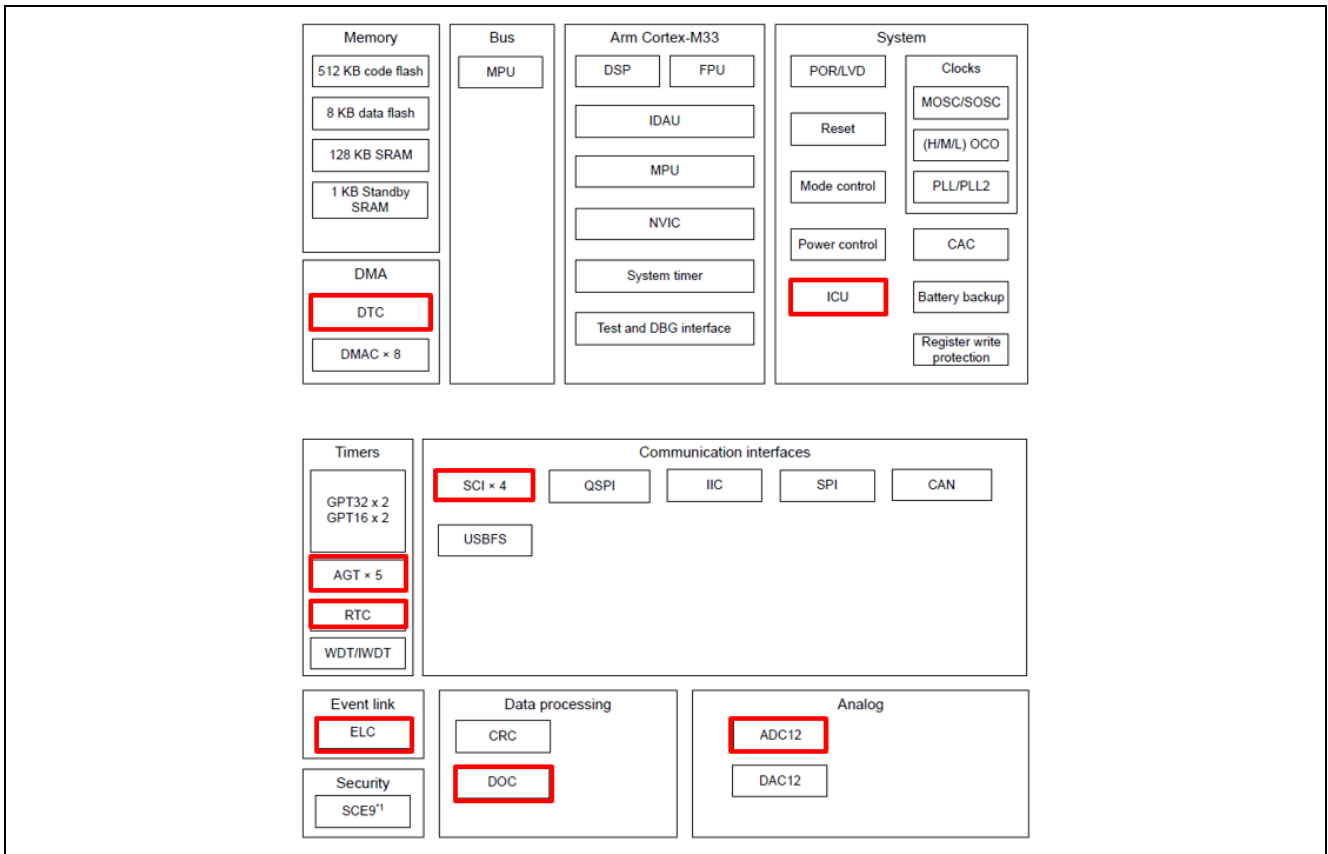 Memory
512 KB code flash
8 KB data flash
128 KB SRAM
1 KB Standby
SRAM
DMA
DTC
DMAC × 8
Bus
MPU
Arm Cortex-M33
DSP
FPU
IDAU
MPU
NVIC
System timer
Test and DBG interface
System
POR/LVD
Reset
Mode control
Power control
ICU
Clocks
MOSC/SOSC
(H/M/L) OCO
PLL/PLL2
CAC
Battery backup
Register write
protection
Timers
GPT32 x 2
GPT16 x 2
AGT × 5
RTC
WDT/IWDT
Communication interfaces
SCI × 4
QSPI
IIC
SPI
CAN
USBFS
Event link
ELC
Security
SCE9*1
Data processing
CRC
DOC
Analog
ADC12
DAC12